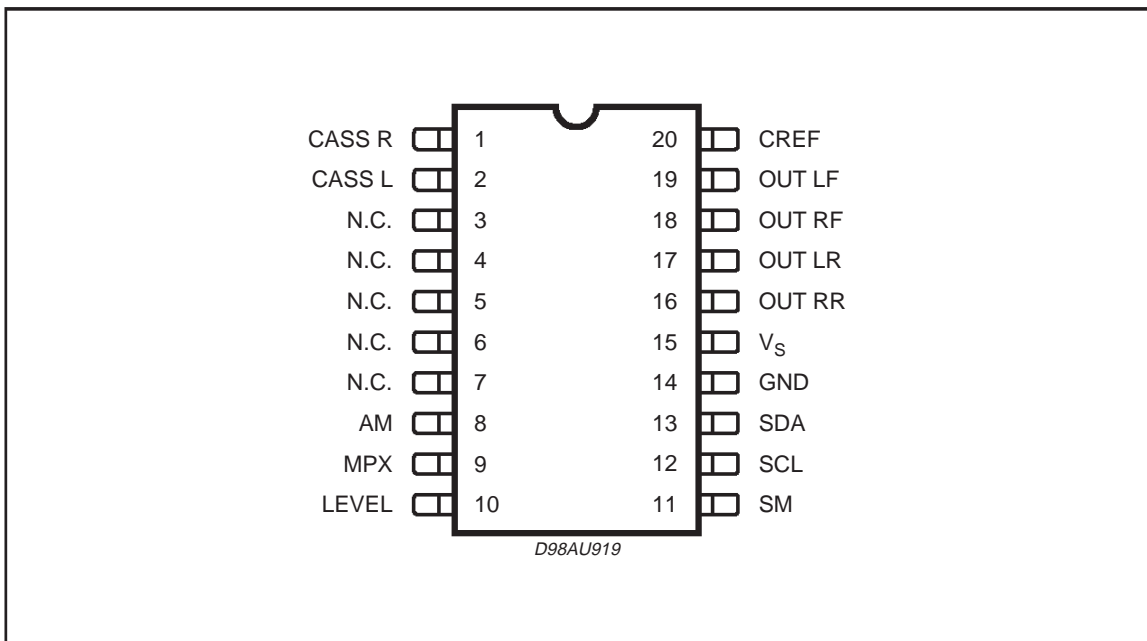 CASS R 1 20 CREF
CASS L 2 19 OUT LF
N.C. 3 18 OUT RF
N.C. 4 17 OUT LR
N.C. 5 16 OUT RR
N.C. 6 15 VS
N.C. 7 14 GND
AM 8 13 SDA
MPX 9 12 SCL
LEVEL 10 11 SM
D98AU919